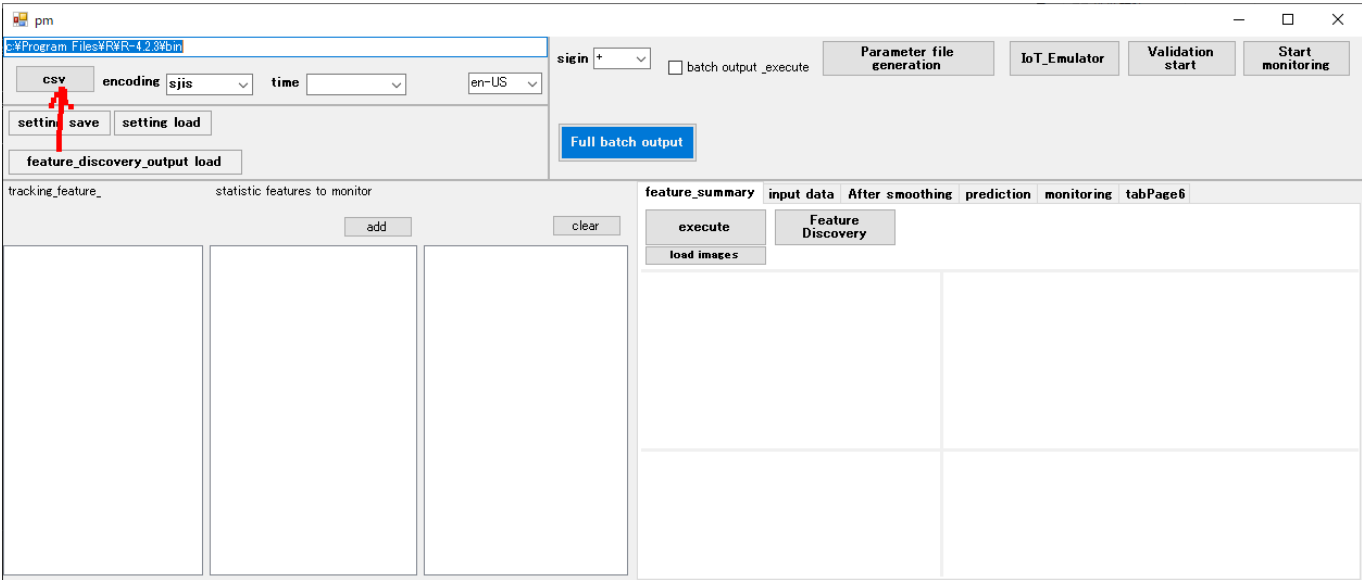 pm
c:¥Program Files¥R¥R-4.2.3¥bin
csv encoding sjis time en-US
setting save setting load
feature_discovery_output load
sigin + batch output _execute
Parameter file
generation
IoT_Emulator
Validation
start
Start
monitoring
Full batch output
tracking_feature_ statistic features to monitor
add clear
feature_summary input data After smoothing prediction monitoring tabPage6
execute
Feature
Discovery
load images